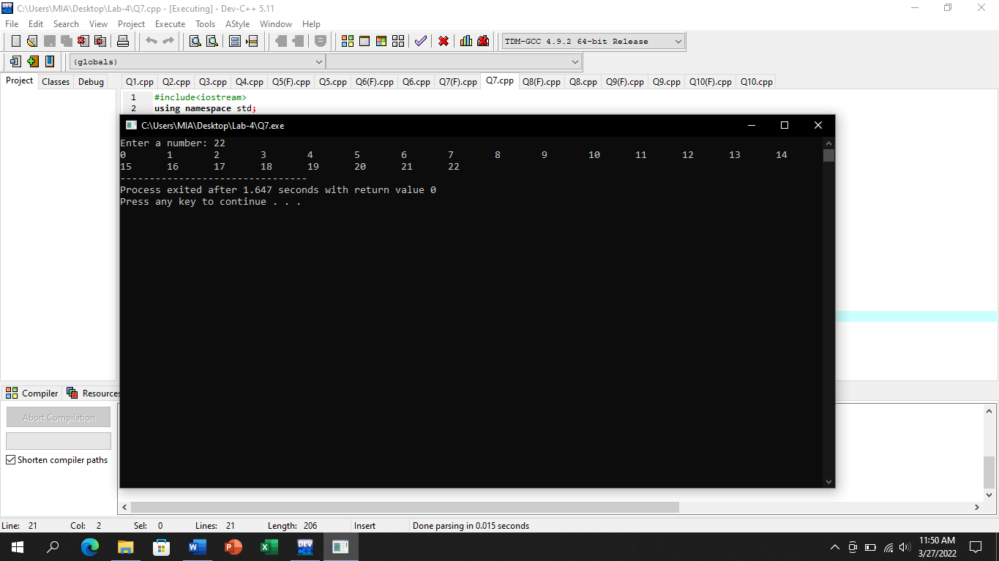 C:\Users\MIA\Desktop\Lab-4\Q7.cpp - [Executing] - Dev-C++ 5.11
File Edit Search View Project Execute Tools AStyle Window Help
TDM-GCC 4.9.2 64-bit Release
(globals)
Project Classes Debug Q1.cpp Q2.cpp Q3.cpp Q4.cpp Q5(F).cpp Q5.cpp Q6(F).cpp Q6.cpp Q7(F).cpp Q7.cpp Q8(F).cpp Q8.cpp Q9(F).cpp Q9.cpp Q10(F).cpp Q10.cpp
1 #include<iostream>
2 using namespace std;
C:\Users\MIA\Desktop\Lab-4\Q7.exe
Enter a number: 22
0 1 2 3 4 5 6 7 8 9 10 11 12 13 14
15 16 17 18 19 20 21 22
--------------------------------
Process exited after 1.647 seconds with return value 0
Press any key to continue . . .
Compiler Resources
Abort Compilation
Shorten compiler paths
Line: 21 Col: 2 Sel: 0 Lines: 21 Length: 206 Insert Done parsing in 0.015 seconds
11:50 AM
3/27/2022